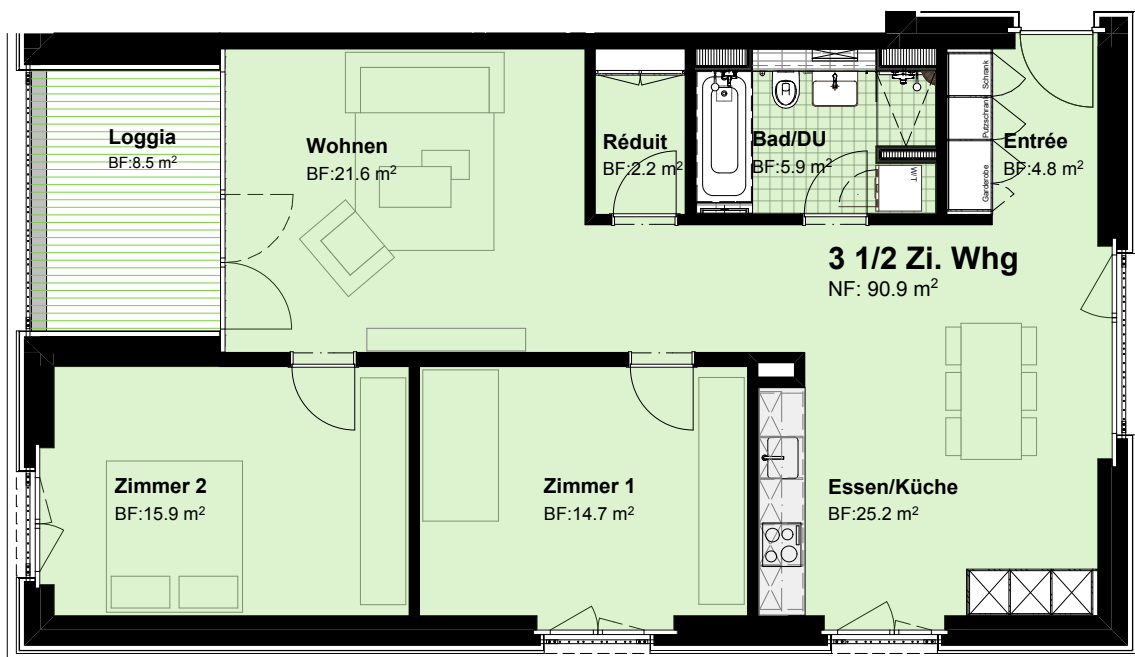 Loggia
BF:8.5 m²
Wohnen
BF:21.6 m²
Réduit
BF:2.2 m²
Bad/DU
BF:5.9 m²
W/T
Schrank
Putzschrank
Garderobe
Entrée
BF:4.8 m²
3 1/2 Zi. Whg
NF: 90.9 m²
Zimmer 2
BF:15.9 m²
Zimmer 1
BF:14.7 m²
Essen/Küche
BF:25.2 m²